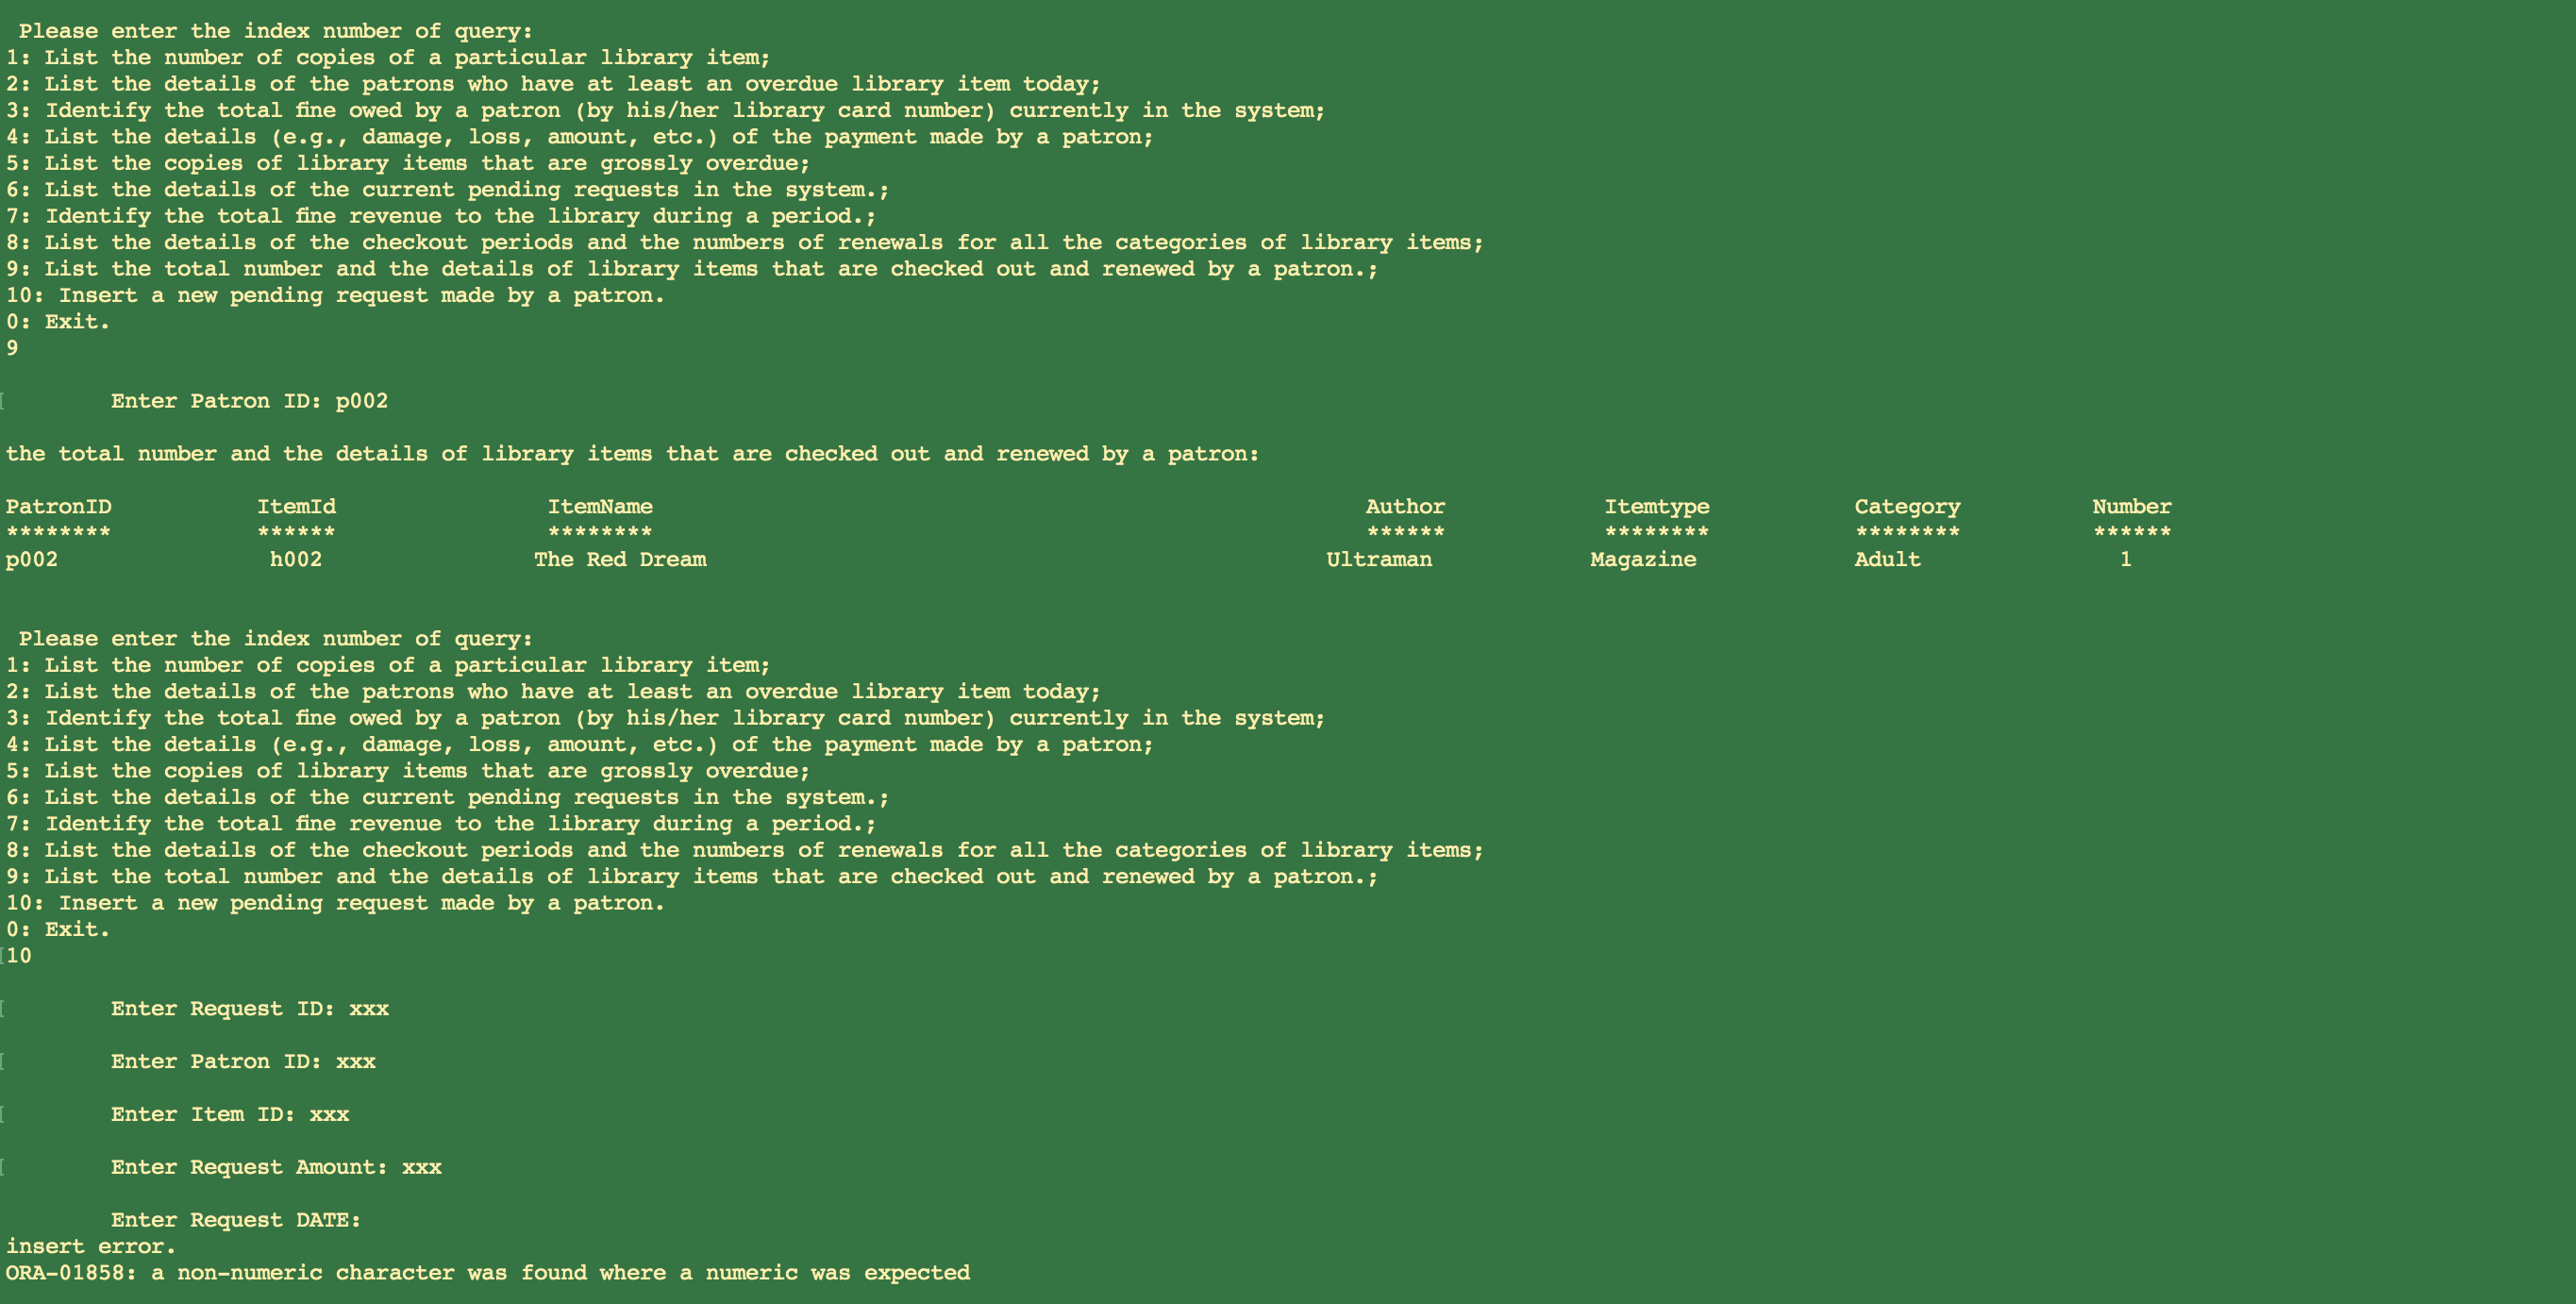 Please enter the index number of query:
1: List the number of copies of a particular library item;
2: List the details of the patrons who have at least an overdue library item today;
3: Identify the total fine owed by a patron (by his/her library card number) currently in the system;
4: List the details (e.g., damage, loss, amount, etc.) of the payment made by a patron;
5: List the copies of library items that are grossly overdue;
6: List the details of the current pending requests in the system.;
7: Identify the total fine revenue to the library during a period.;
8: List the details of the checkout periods and the numbers of renewals for all the categories of library items;
9: List the total number and the details of library items that are checked out and renewed by a patron.;
10: Insert a new pending request made by a patron.
0: Exit.
9
Enter Patron ID: p002
the total number and the details of library items that are checked out and renewed by a patron:
PatronID ItemId ItemName Author Itemtype Category Number
******** ****** ******** ****** ******** ******** ******
p002 h002 The Red Dream Ultraman Magazine Adult 1
Please enter the index number of query:
1: List the number of copies of a particular library item;
2: List the details of the patrons who have at least an overdue library item today;
3: Identify the total fine owed by a patron (by his/her library card number) currently in the system;
4: List the details (e.g., damage, loss, amount, etc.) of the payment made by a patron;
5: List the copies of library items that are grossly overdue;
6: List the details of the current pending requests in the system.;
7: Identify the total fine revenue to the library during a period.;
8: List the details of the checkout periods and the numbers of renewals for all the categories of library items;
9: List the total number and the details of library items that are checked out and renewed by a patron.;
10: Insert a new pending request made by a patron.
0: Exit.
10
Enter Request ID: xxx
Enter Patron ID: xxx
Enter Item ID: xxx
Enter Request Amount: xxx
Enter Request DATE:
insert error.
ORA-01858: a non-numeric character was found where a numeric was expected